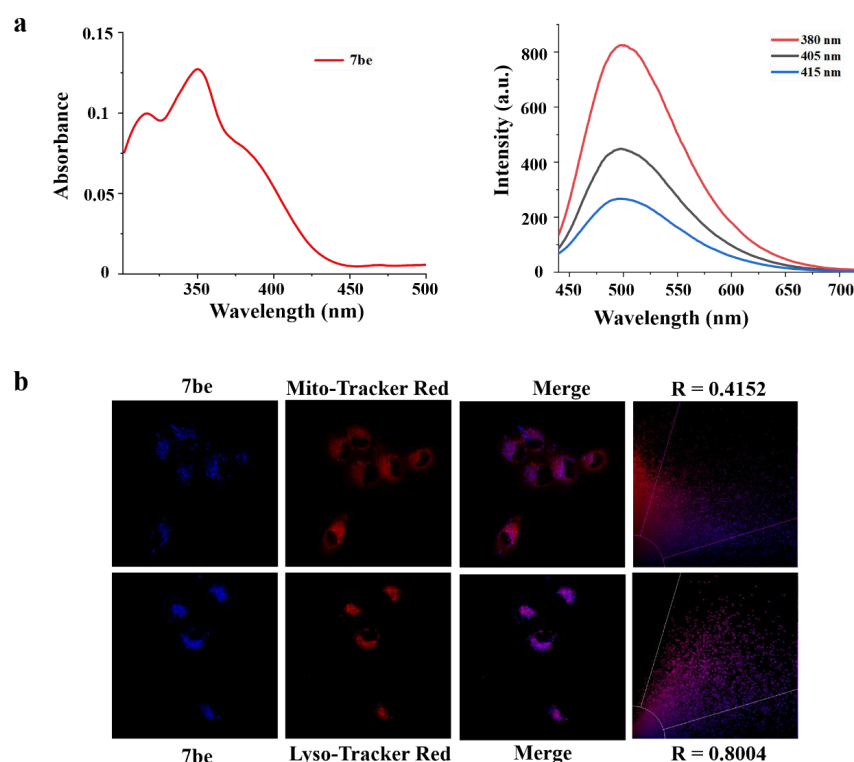 a
0.15
0.1
0.05
0
350
400
450
500
Absorbance
Wavelength (nm)
7be
800
600
400
200
0
450
500
550
600
650
700
Intensity (a.u.)
Wavelength (nm)
380 nm
405 nm
415 nm
b
7be
Mito-Tracker Red
Merge
R = 0.4152
7be
Lyso-Tracker Red
Merge
R = 0.8004